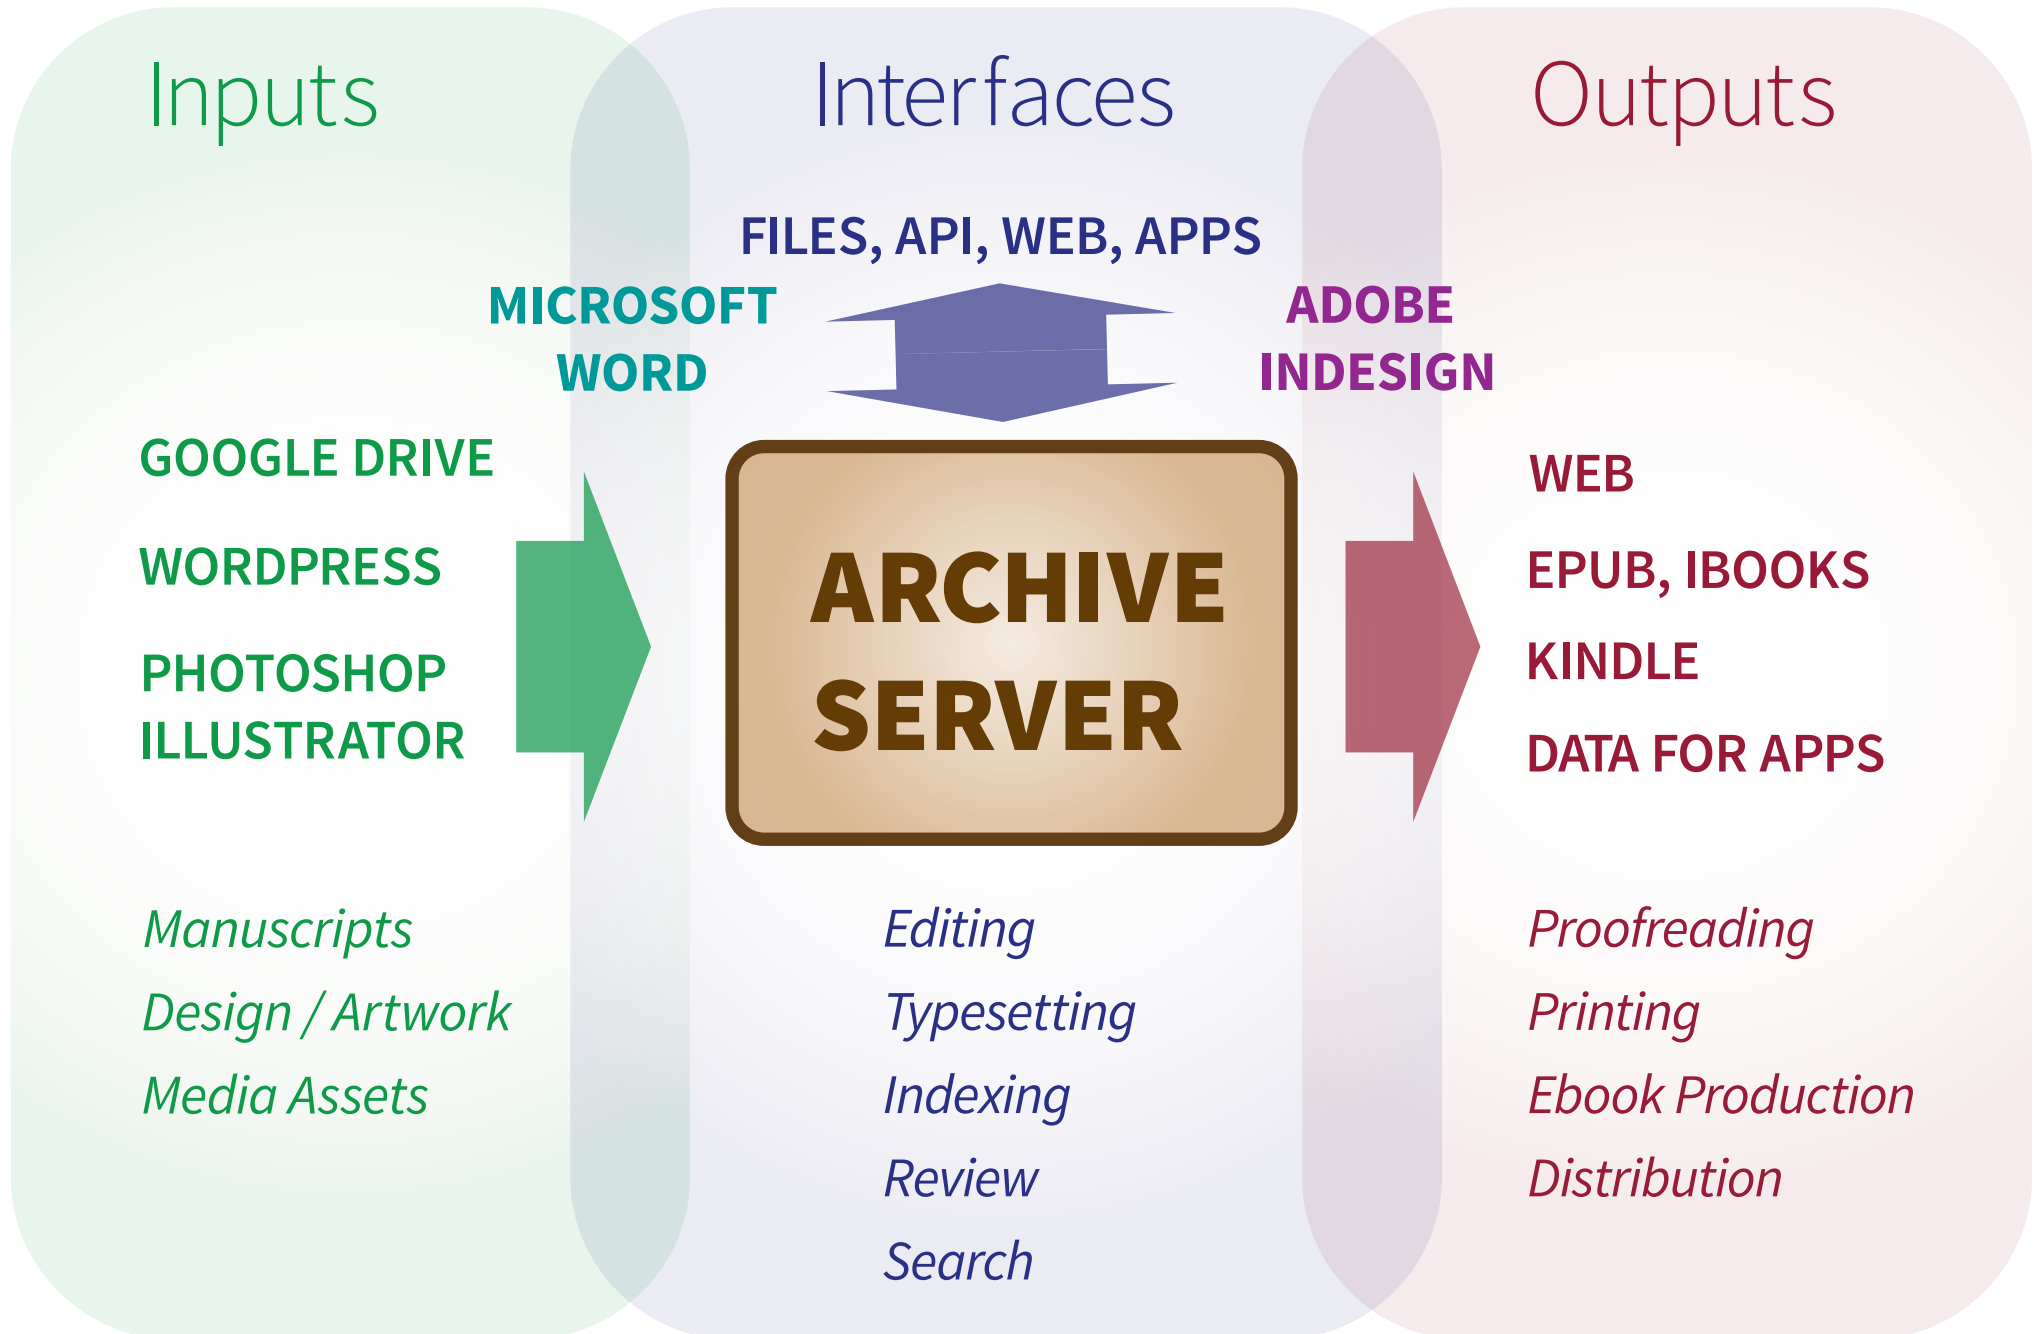 Inputs
Interfaces
Outputs
FILES, API, WEB, APPS
MICROSOFT
WORD
ADOBE
INDESIGN
GOOGLE DRIVE
WORDPRESS
PHOTOSHOP
ILLUSTRATOR
ARCHIVE
SERVER
WEB
EPUB, IBOOKS
KINDLE
DATA FOR APPS
Manuscripts
Design / Artwork
Media Assets
Editing
Typesetting
Indexing
Review
Search
Proofreading
Printing
Ebook Production
Distribution